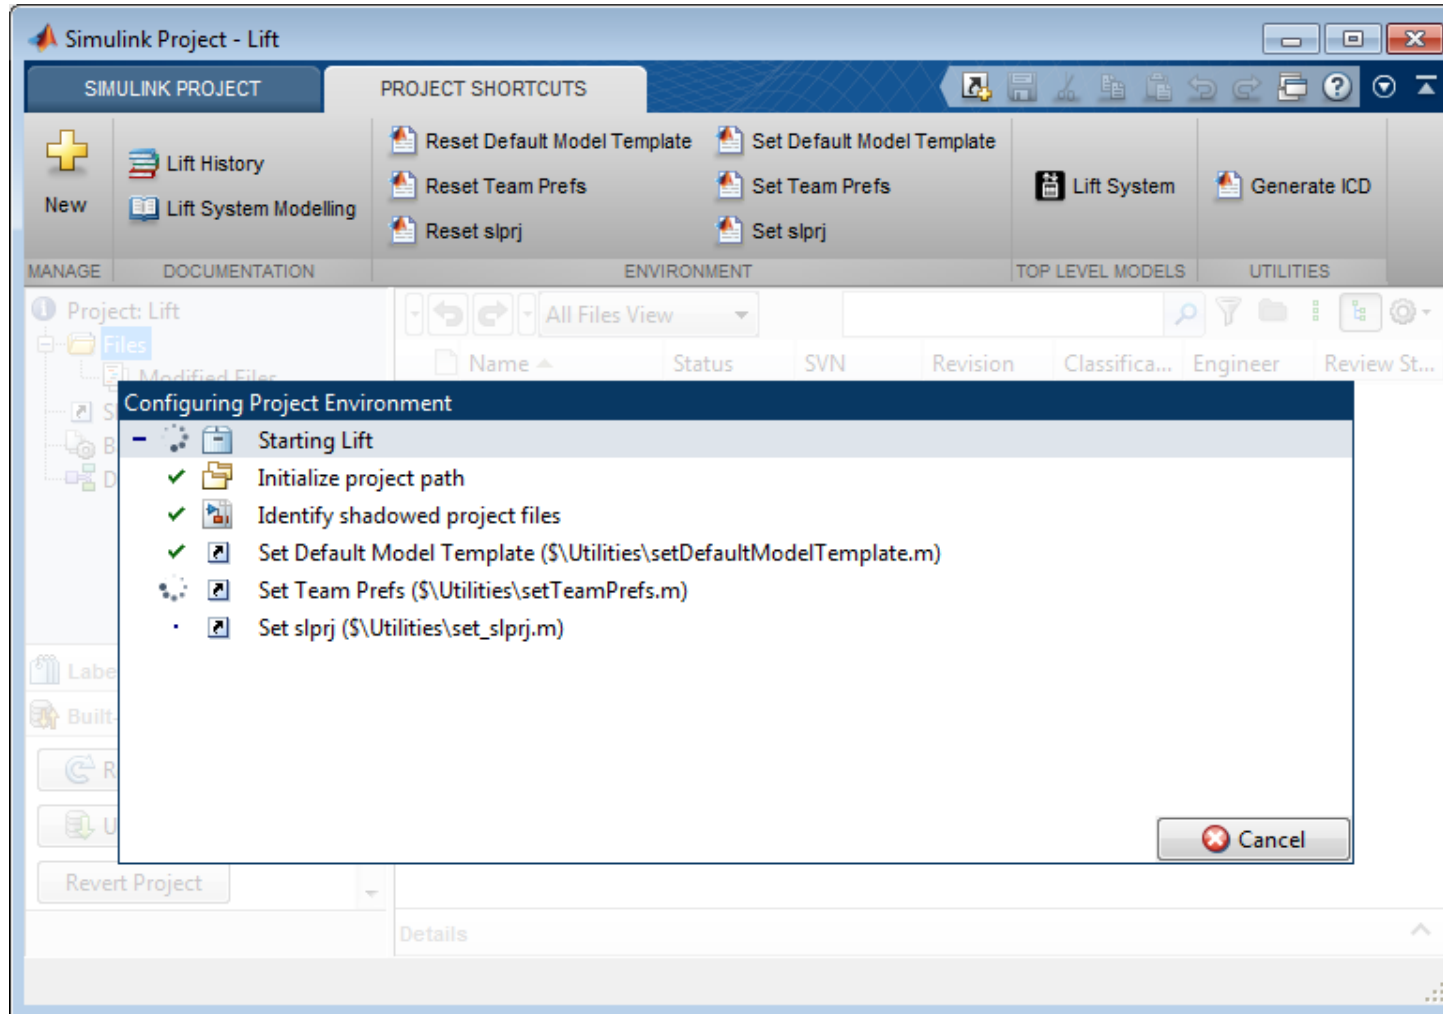 Simulink Project - Lift
SIMULINK PROJECT
PROJECT SHORTCUTS
New
Lift History
Lift System Modelling
Reset Default Model Template
Reset Team Prefs
Reset slprj
Set Default Model Template
Set Team Prefs
Set slprj
Lift System
Generate ICD
MANAGE
DOCUMENTATION
ENVIRONMENT
TOP LEVEL MODELS
UTILITIES
Project: Lift
Files
Modified Files
All Files View
Name
Status
SVN
Revision
Classifica...
Engineer
Review St...
S
B
D
Configuring Project Environment
Starting Lift
Initialize project path
Identify shadowed project files
Set Default Model Template ($\Utilities\setDefaultModelTemplate.m)
Set Team Prefs ($\Utilities\setTeamPrefs.m)
Set slprj ($\Utilities\set_slprj.m)
Labe
Built-
R
U
Cancel
Revert Project
Details